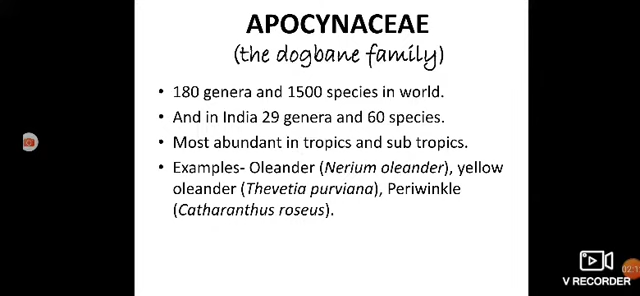 APOCYNACEAE
(the dogbane family)
• 180 genera and 1500 species in world.
• And in India 29 genera and 60 species.
• Most abundant in tropics and sub tropics.
• Examples- Oleander (Nerium oleander), yellow
oleander (Thevetia purviana), Periwinkle
(Catharanthus roseus).
V RECORDER